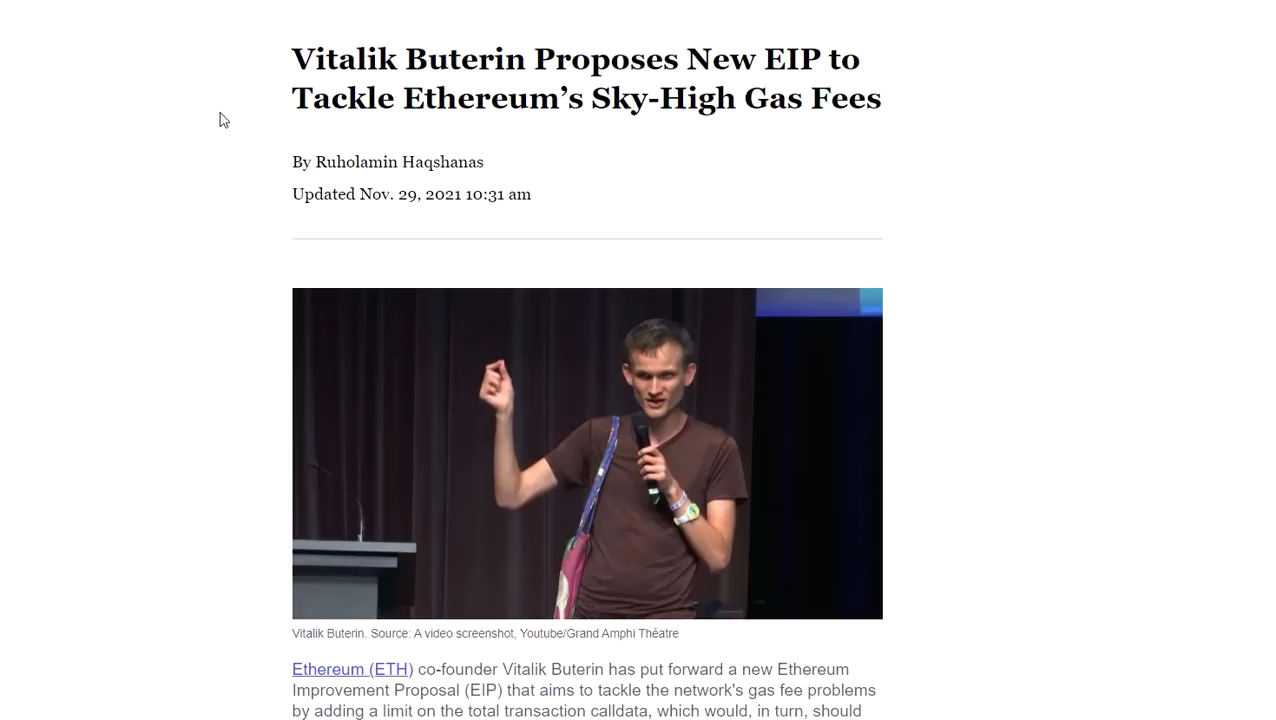 Vitalik Buterin Proposes New EIP to
Tackle Ethereum’s Sky-High Gas Fees
By Ruholamin Haqshanas
Updated Nov. 29, 2021 10:31 am
Vitalik Buterin. Source: A video screenshot, Youtube/Grand Amphi Théatre
Ethereum (ETH) co-founder Vitalik Buterin has put forward a new Ethereum
Improvement Proposal (EIP) that aims to tackle the network's gas fee problems
by adding a limit on the total transaction calldata, which would, in turn, should